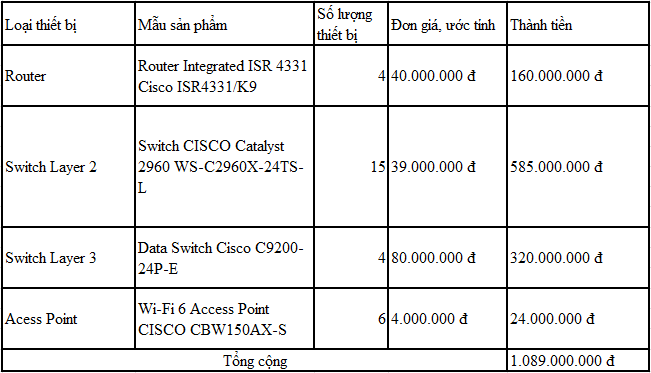 Loại thiết bị Mẫu sản phẩm Số lượng thiết bị Đơn giá, ước tính Thành tiền
Router Router Integrated ISR 4331 Cisco ISR4331/K9 4 40.000.000 đ 160.000.000 đ
Switch Layer 2 Switch CISCO Catalyst 2960 WS-C2960X-24TS-L 15 39.000.000 đ 585.000.000 đ
Switch Layer 3 Data Switch Cisco C9200-24P-E 4 80.000.000 đ 320.000.000 đ
Acess Point Wi-Fi 6 Access Point CISCO CBW150AX-S 6 4.000.000 đ 24.000.000 đ
Tổng cộng 1.089.000.000 đ